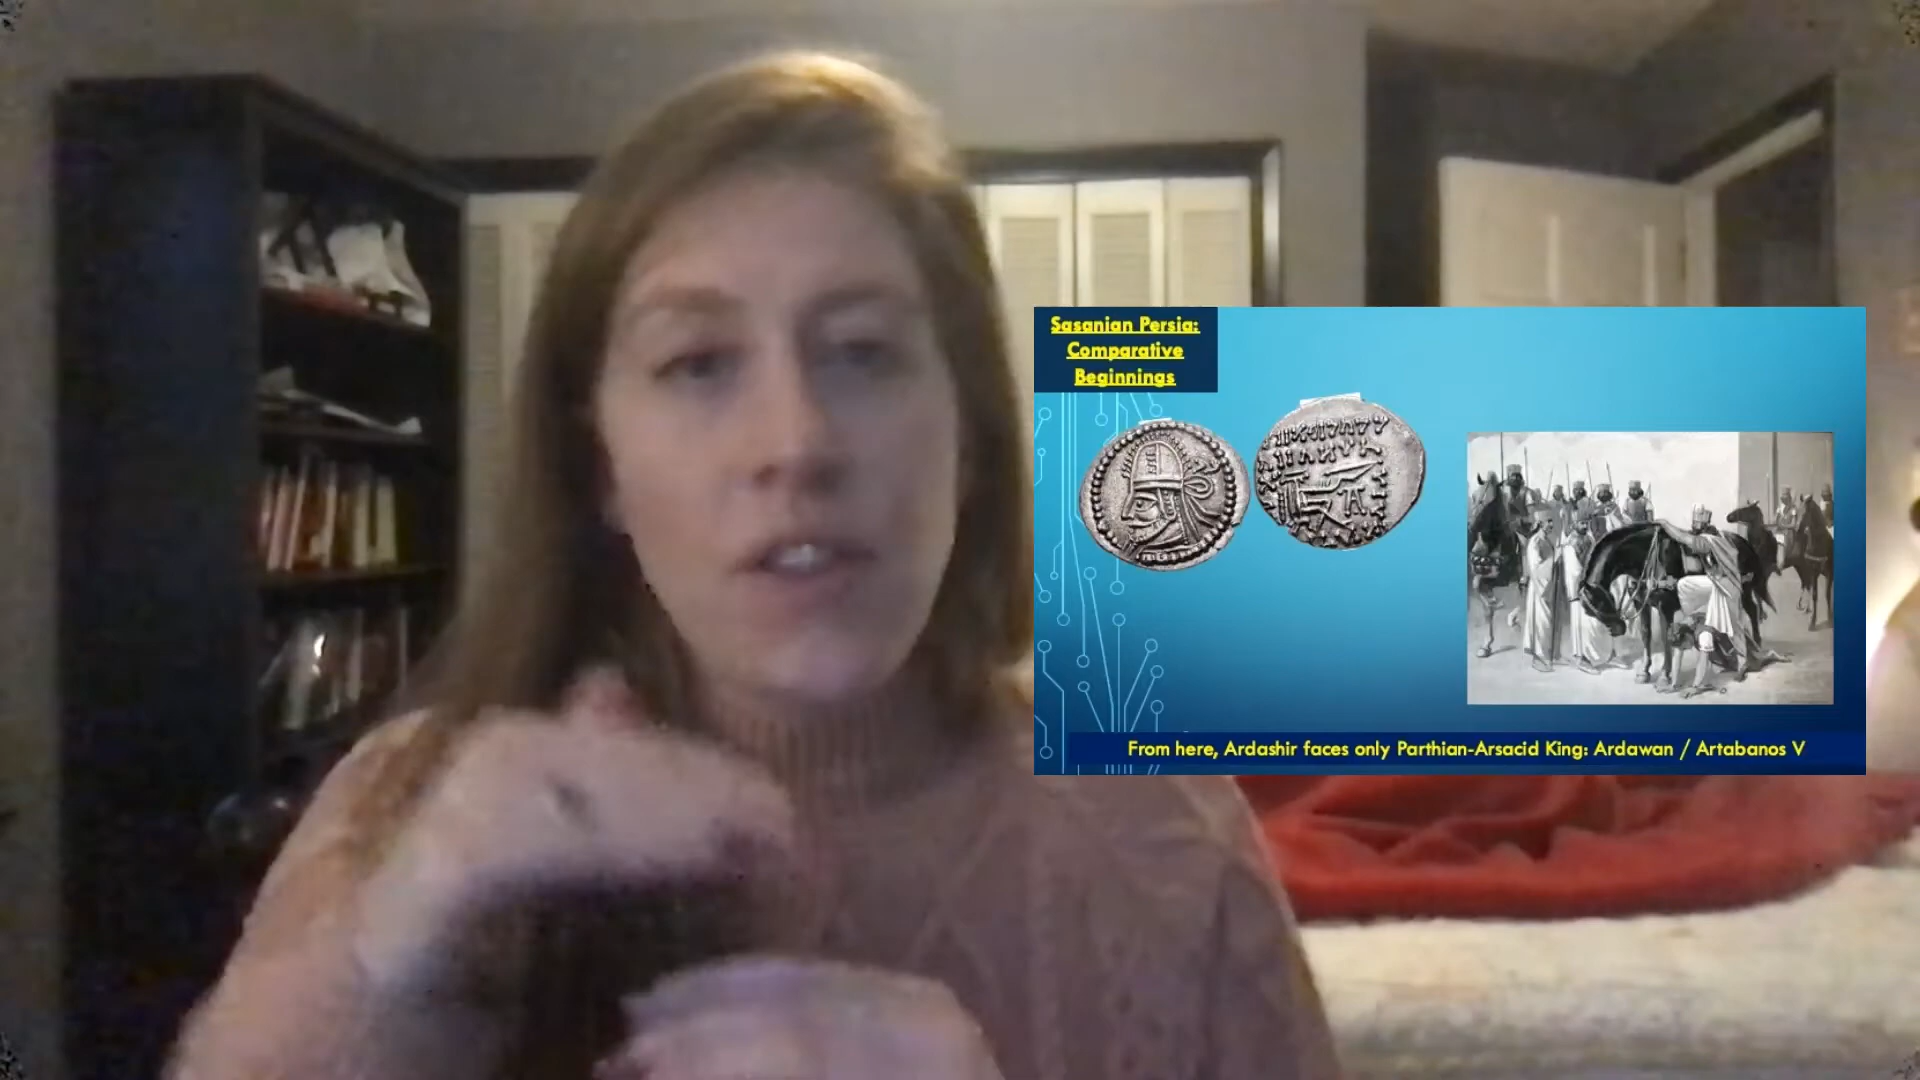 Sasanian Persia:
Comparative
Beginnings
From here, Ardashir faces only Parthian-Arsacid King: Ardawan / Artabanos V